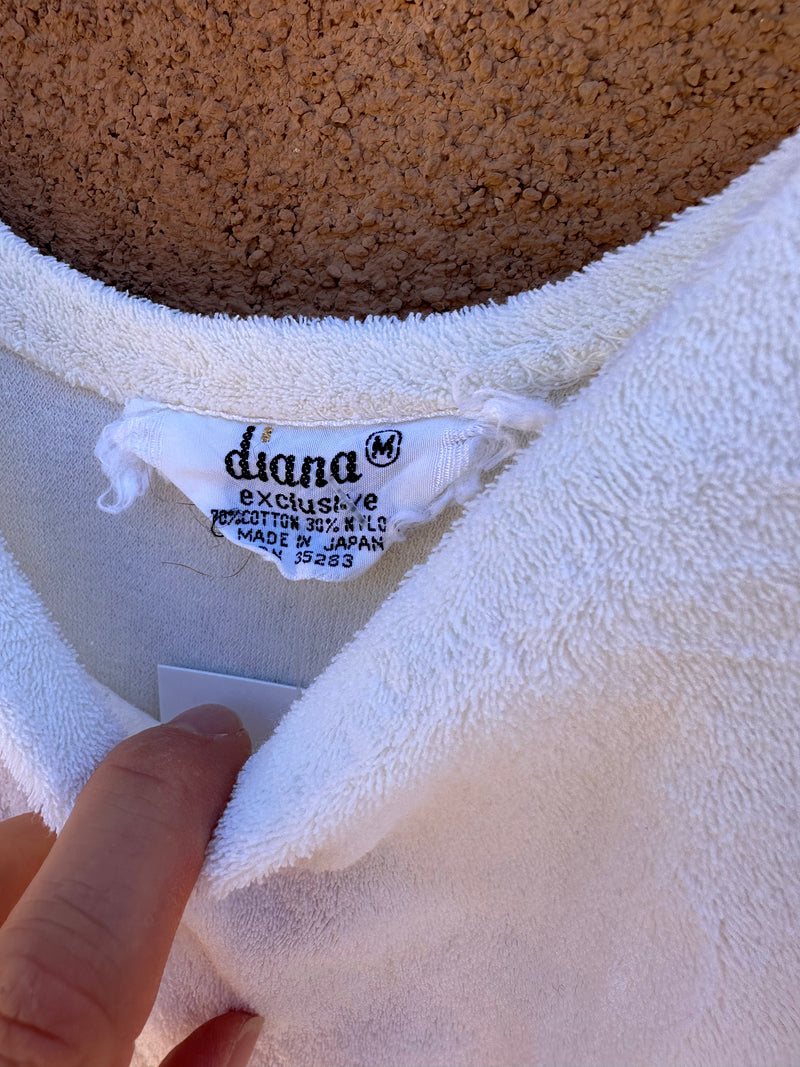 diana M
exclusive
70% COTTON 30% NYLO
MADE IN JAPAN
35283